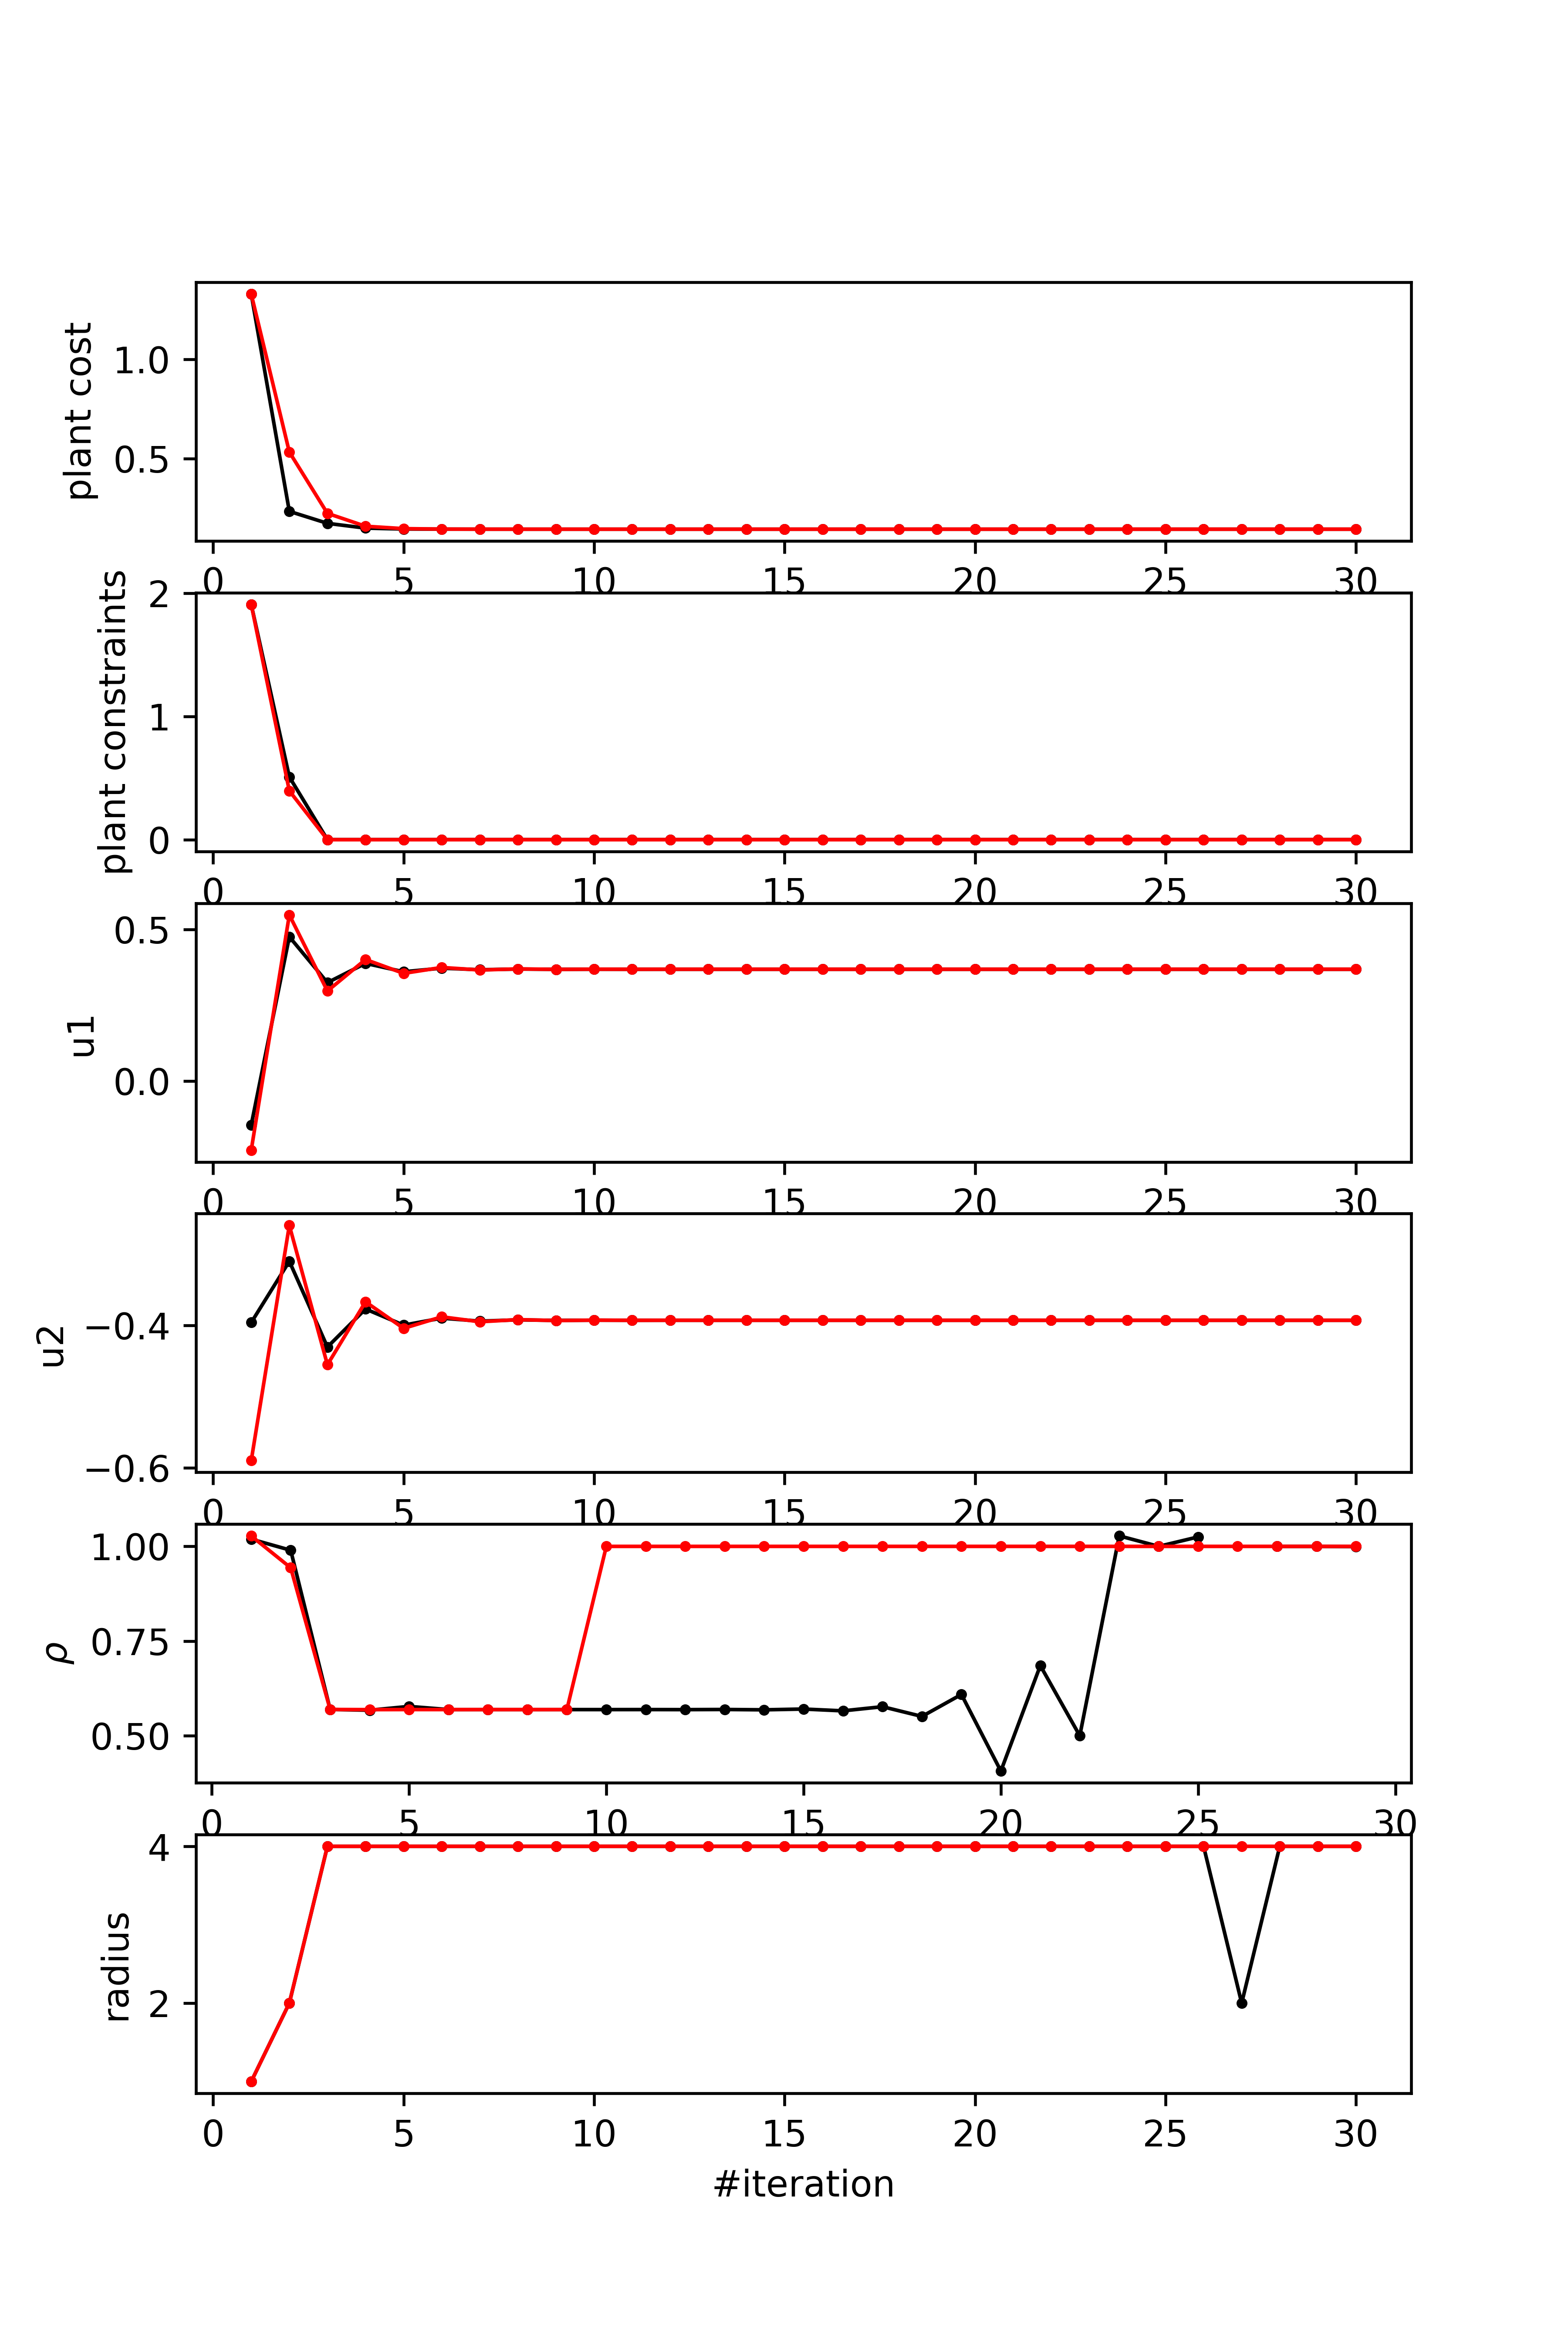 plant cost
1.0
0.5
0 5 10 15 20 25 30
plant constraints
2
1
0
0 5 10 15 20 25 30
u1
0.5
0.0
0 5 10 15 20 25 30
u2
−0.4
−0.6
0 5 10 15 20 25 30
ρ
1.00
0.75
0.50
0 5 10 15 20 25 30
radius
4
2
0 5 10 15 20 25 30
#iteration